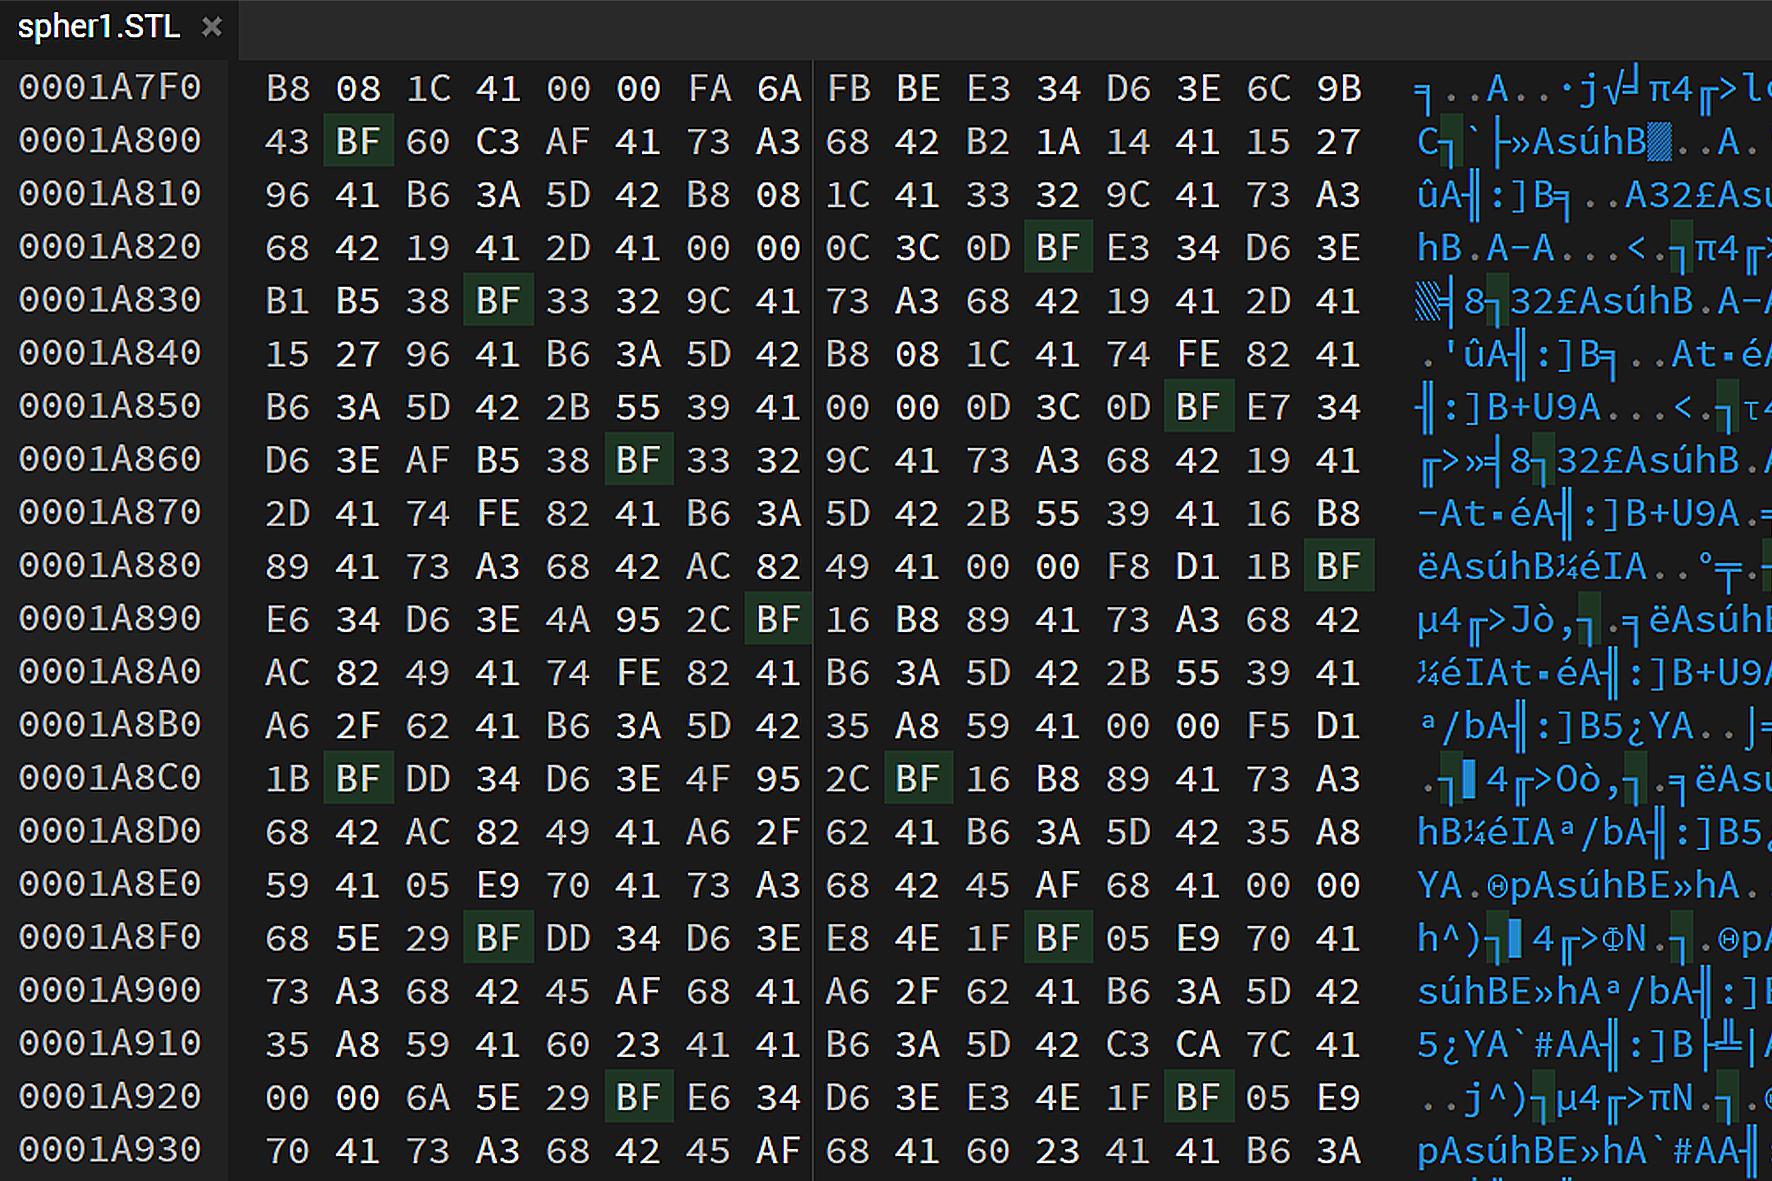 spher1.STL ×
0001A7F0 B8 08 1C 41 00 00 FA 6A FB BE E3 34 D6 3E 6C 9B ╕..A..·j√╛π4╓>l
0001A800 43 BF 60 C3 AF 41 73 A3 68 42 B2 1A 14 41 15 27 C┐`├»AsúhB▓..A.
0001A810 96 41 B6 3A 5D 42 B8 08 1C 41 33 32 9C 41 73 A3 ûA╢:]B╕..A32£As
0001A820 68 42 19 41 2D 41 00 00 0C 3C 0D BF E3 34 D6 3E hB.A-A...<.┐π4╓
0001A830 B1 B5 38 BF 33 32 9C 41 73 A3 68 42 19 41 2D 41 ▒╡8┐32£AsúhB.A-A
0001A840 15 27 96 41 B6 3A 5D 42 B8 08 1C 41 74 FE 82 41 .'ûA╢:]B╕..At■é
0001A850 B6 3A 5D 42 2B 55 39 41 00 00 0D 3C 0D BF E7 34 ╢:]B+U9A...<.┐τ4
0001A860 D6 3E AF B5 38 BF 33 32 9C 41 73 A3 68 42 19 41 ╓>»╡8┐32£AsúhB.
0001A870 2D 41 74 FE 82 41 B6 3A 5D 42 2B 55 39 41 16 B8 -At■éA╢:]B+U9A.
0001A880 89 41 73 A3 68 42 AC 82 49 41 00 00 F8 D1 1B BF ëAsúhB¼éIA..°╤.
0001A890 E6 34 D6 3E 4A 95 2C BF 16 B8 89 41 73 A3 68 42 µ4╓>Jò,┐.╕ëAsúh
0001A8A0 AC 82 49 41 74 FE 82 41 B6 3A 5D 42 2B 55 39 41 ¼éIAt■éA╢:]B+U9
0001A8B0 A6 2F 62 41 B6 3A 5D 42 35 A8 59 41 00 00 F5 D1 ª/bA╢:]B5¿YA..⌡
0001A8C0 1B BF DD 34 D6 3E 4F 95 2C BF 16 B8 89 41 73 A3 .┐▌4╓>Oò,┐.╕ëAs
0001A8D0 68 42 AC 82 49 41 A6 2F 62 41 B6 3A 5D 42 35 A8 hB¼éIAª/bA╢:]B5
0001A8E0 59 41 05 E9 70 41 73 A3 68 42 45 AF 68 41 00 00 YA.ΘpAsúhBE»hA.
0001A8F0 68 5E 29 BF DD 34 D6 3E E8 4E 1F BF 05 E9 70 41 h^)┐▌4╓>ΦN.┐.Θp
0001A900 73 A3 68 42 45 AF 68 41 A6 2F 62 41 B6 3A 5D 42 súhBE»hAª/bA╢:]
0001A910 35 A8 59 41 60 23 41 41 B6 3A 5D 42 C3 CA 7C 41 5¿YA`#AA╢:]B├╩|
0001A920 00 00 6A 5E 29 BF E6 34 D6 3E E3 4E 1F BF 05 E9 ..j^)┐µ4╓>πN.┐.
0001A930 70 41 73 A3 68 42 45 AF 68 41 60 23 41 41 B6 3A pAsúhBE»hA`#AA╢